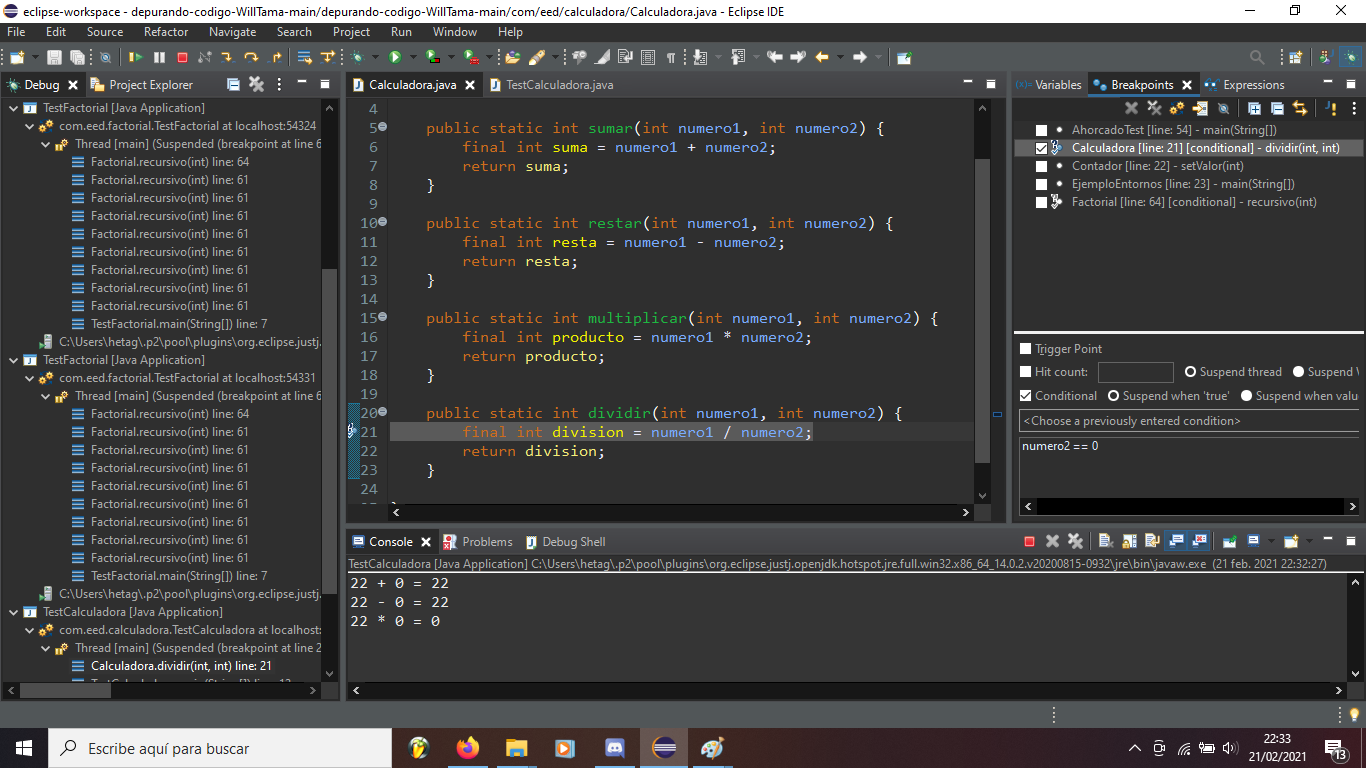 eclipse-workspace - depurando-codigo-WillTama-main/depurando-codigo-WillTama-main/com/eed/calculadora/Calculadora.java - Eclipse IDE
File Edit Source Refactor Navigate Search Project Run Window Help
Debug Project Explorer
TestFactorial [Java Application]
com.eed.factorial.TestFactorial at localhost:54324
Thread [main] (Suspended (breakpoint at line 6
Factorial.recursivo(int) line: 64
Factorial.recursivo(int) line: 61
Factorial.recursivo(int) line: 61
Factorial.recursivo(int) line: 61
Factorial.recursivo(int) line: 61
Factorial.recursivo(int) line: 61
Factorial.recursivo(int) line: 61
Factorial.recursivo(int) line: 61
Factorial.recursivo(int) line: 61
TestFactorial.main(String[]) line: 7
C:\Users\hetag\.p2\pool\plugins\org.eclipse.justj.
TestFactorial [Java Application]
com.eed.factorial.TestFactorial at localhost:54331
Thread [main] (Suspended (breakpoint at line 6
Factorial.recursivo(int) line: 64
Factorial.recursivo(int) line: 61
Factorial.recursivo(int) line: 61
Factorial.recursivo(int) line: 61
Factorial.recursivo(int) line: 61
Factorial.recursivo(int) line: 61
Factorial.recursivo(int) line: 61
Factorial.recursivo(int) line: 61
Factorial.recursivo(int) line: 61
TestFactorial.main(String[]) line: 7
C:\Users\hetag\.p2\pool\plugins\org.eclipse.justj.
TestCalculadora [Java Application]
com.eed.calculadora.TestCalculadora at localhost:
Thread [main] (Suspended (breakpoint at line 2
Calculadora.dividir(int, int) line: 21
Calculadora.java TestCalculadora.java
4
5 public static int sumar(int numero1, int numero2) {
6 final int suma = numero1 + numero2;
7 return suma;
8 }
9
10 public static int restar(int numero1, int numero2) {
11 final int resta = numero1 - numero2;
12 return resta;
13 }
14
15 public static int multiplicar(int numero1, int numero2) {
16 final int producto = numero1 * numero2;
17 return producto;
18 }
19
20 public static int dividir(int numero1, int numero2) {
21 final int division = numero1 / numero2;
22 return division;
23 }
24
Variables Breakpoints Expressions
AhorcadoTest [line: 54] - main(String[])
Calculadora [line: 21] [conditional] - dividir(int, int)
Contador [line: 22] - setValor(int)
EjemploEntornos [line: 23] - main(String[])
Factorial [line: 64] [conditional] - recursivo(int)
Trigger Point
Hit count: Suspend thread Suspend V
Conditional Suspend when 'true' Suspend when valu
<Choose a previously entered condition>
numero2 == 0
Console Problems Debug Shell
TestCalculadora [Java Application] C:\Users\hetag\.p2\pool\plugins\org.eclipse.justj.openjdk.hotspot.jre.full.win32.x86_64_14.0.2.v20200815-0932\jre\bin\javaw.exe (21 feb. 2021 22:32:27)
22 + 0 = 22
22 - 0 = 22
22 * 0 = 0
Escribe aquí para buscar
22:33
21/02/2021
13